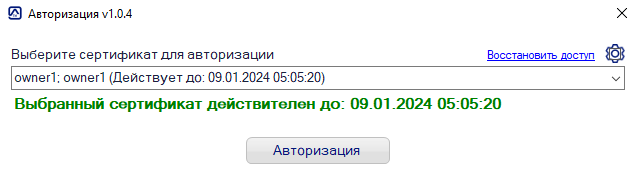 Авторизация v1.0.4
Выберите сертификат для авторизации
Восстановить доступ
owner1; owner1 (Действует до: 09.01.2024 05:05:20)
Выбранный сертификат действителен до: 09.01.2024 05:05:20
Авторизация